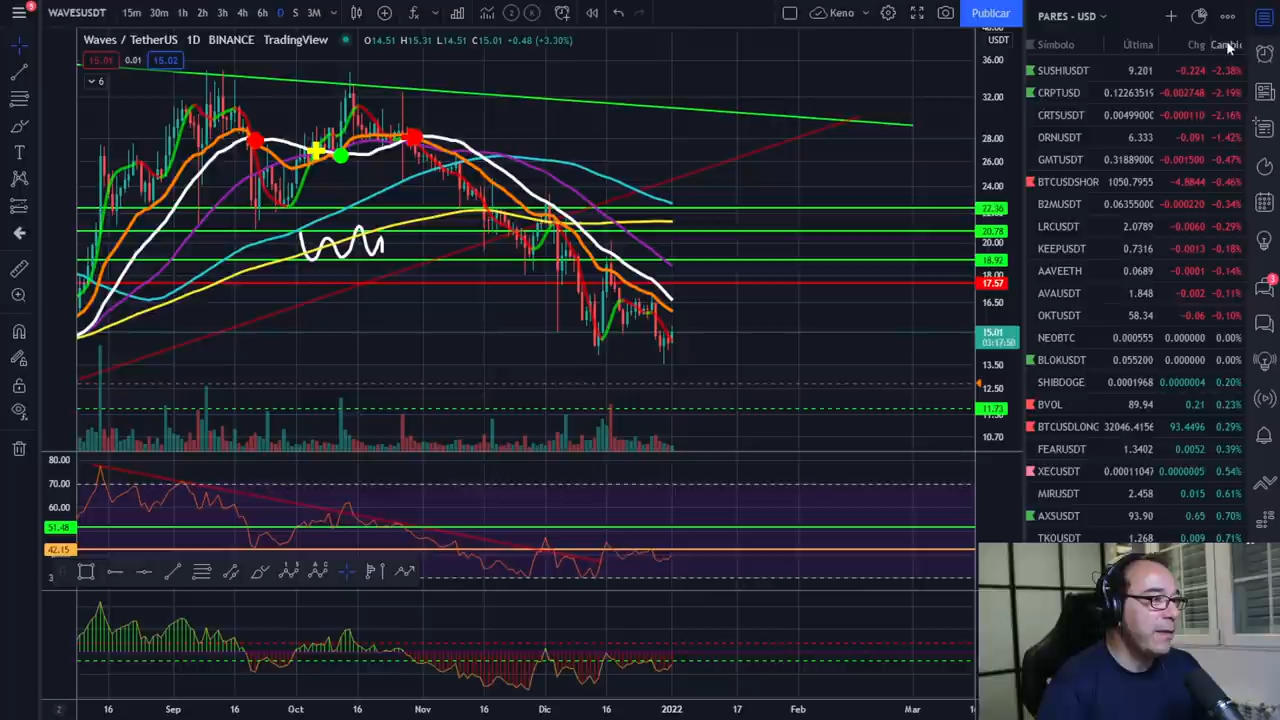 WAVESUSDT 15m 30m 1h 2h 3h 4h 6h D S 3M Keno Publicar
Waves / TetherUS 1D BINANCE TradingView O14.51 H15.31 L14.51 C15.01 +0.48 (+3.30%)
15.01 0.01 15.02
6
USDT
36.00
32.00
28.00
26.00
24.00
22.36
20.78
20.00
18.92
18.00
17.57
16.50
15.01
03:17:50
13.50
12.50
11.73
10.70
80.00
70.00
60.00
51.48
42.15
16 Sep 16 Oct 16 Nov 16 Dic 16 2022 17 Feb Mar
PARES - USD
Símbolo Última Chg Cambi
SUSHIUSDT 9.201 -0.224 -2.38%
CRPTUSD 0.12263519 -0.002748 -2.19%
CRTSUSDT 0.0049900 -0.000110 -2.16%
ORNUSDT 6.333 -0.091 -1.42%
GMTUSDT 0.3188900 -0.001500 -0.47%
BTCUSDSHOR 1050.7955 -4.8844 -0.46%
B2MUSDT 0.0635500 -0.000220 -0.34%
LRCUSDT 2.0789 -0.0060 -0.29%
KEEPUSDT 0.7316 -0.0013 -0.18%
AAVEETH 0.0689 -0.0001 -0.14%
AVAUSDT 1.848 -0.002 -0.11%
OKTUSDT 58.34 -0.06 -0.10%
NEOBTC 0.000555 0.000000 0.00%
BLOKUSDT 0.055200 0.000000 0.00%
SHIBDOGE 0.0001968 0.0000004 0.20%
BVOL 89.94 0.21 0.23%
BTCUSDLONG 32046.4156 93.4496 0.29%
FEARUSDT 1.3402 0.0052 0.39%
XECUSDT 0.00011047 0.0000005 0.54%
MIRUSDT 2.458 0.015 0.61%
AXSUSDT 93.90 0.65 0.70%
TKOUSDT 1.268 0.009 0.71%